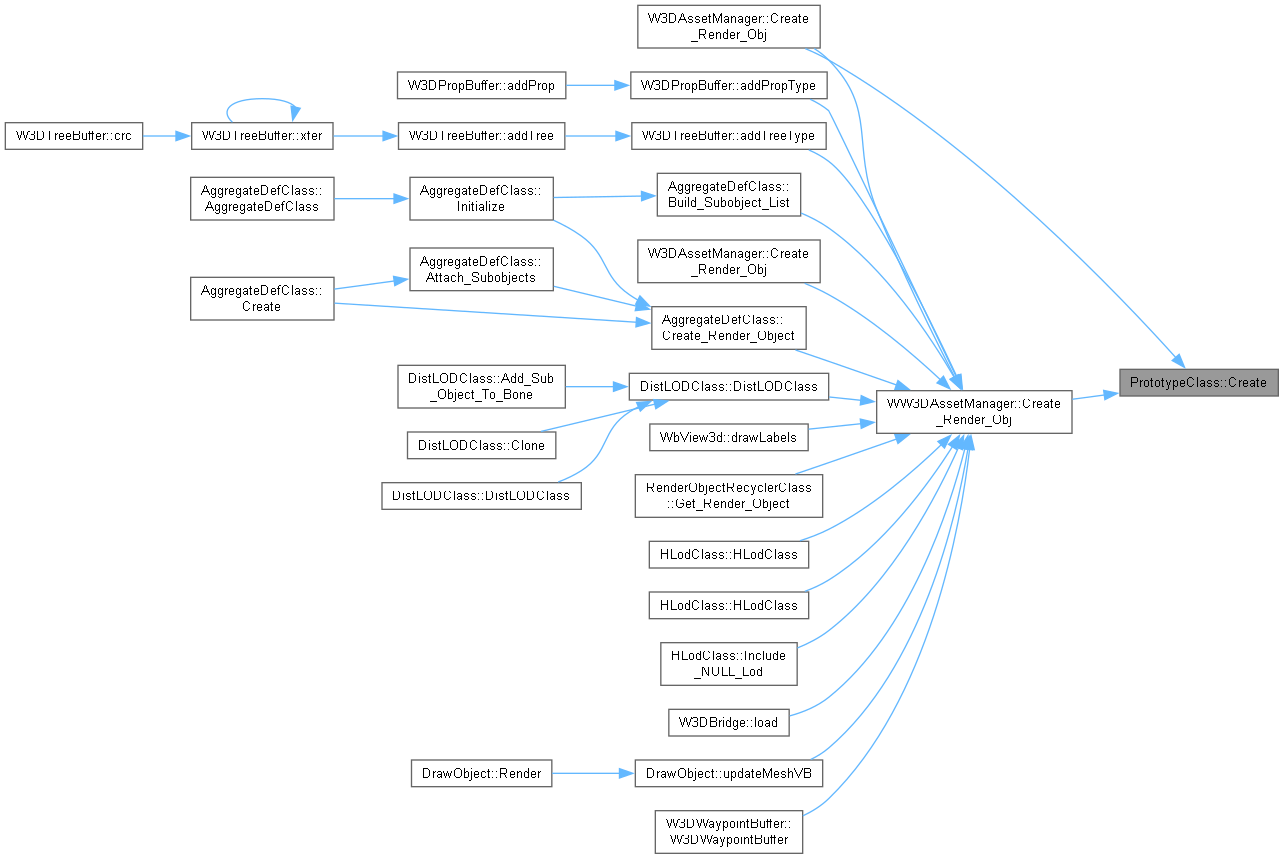 W3DAssetManager::Create
_Render_Obj
W3DPropBuffer::addProp
W3DPropBuffer::addPropType
W3DTreeBuffer::crc
W3DTreeBuffer::xfer
W3DTreeBuffer::addTree
W3DTreeBuffer::addTreeType
AggregateDefClass::
AggregateDefClass
AggregateDefClass::
Initialize
AggregateDefClass::
Build_Subobject_List
W3DAssetManager::Create
_Render_Obj
AggregateDefClass::
Attach_Subobjects
AggregateDefClass::
Create
AggregateDefClass::
Create_Render_Object
DistLODClass::Add_Sub
_Object_To_Bone
DistLODClass::DistLODClass
PrototypeClass::Create
WW3DAssetManager::Create
_Render_Obj
DistLODClass::Clone
WbView3d::drawLabels
DistLODClass::DistLODClass
RenderObjectRecyclerClass
::Get_Render_Object
HLodClass::HLodClass
HLodClass::HLodClass
HLodClass::Include
_NULL_Lod
W3DBridge::load
DrawObject::Render
DrawObject::updateMeshVB
W3DWaypointBuffer::
W3DWaypointBuffer